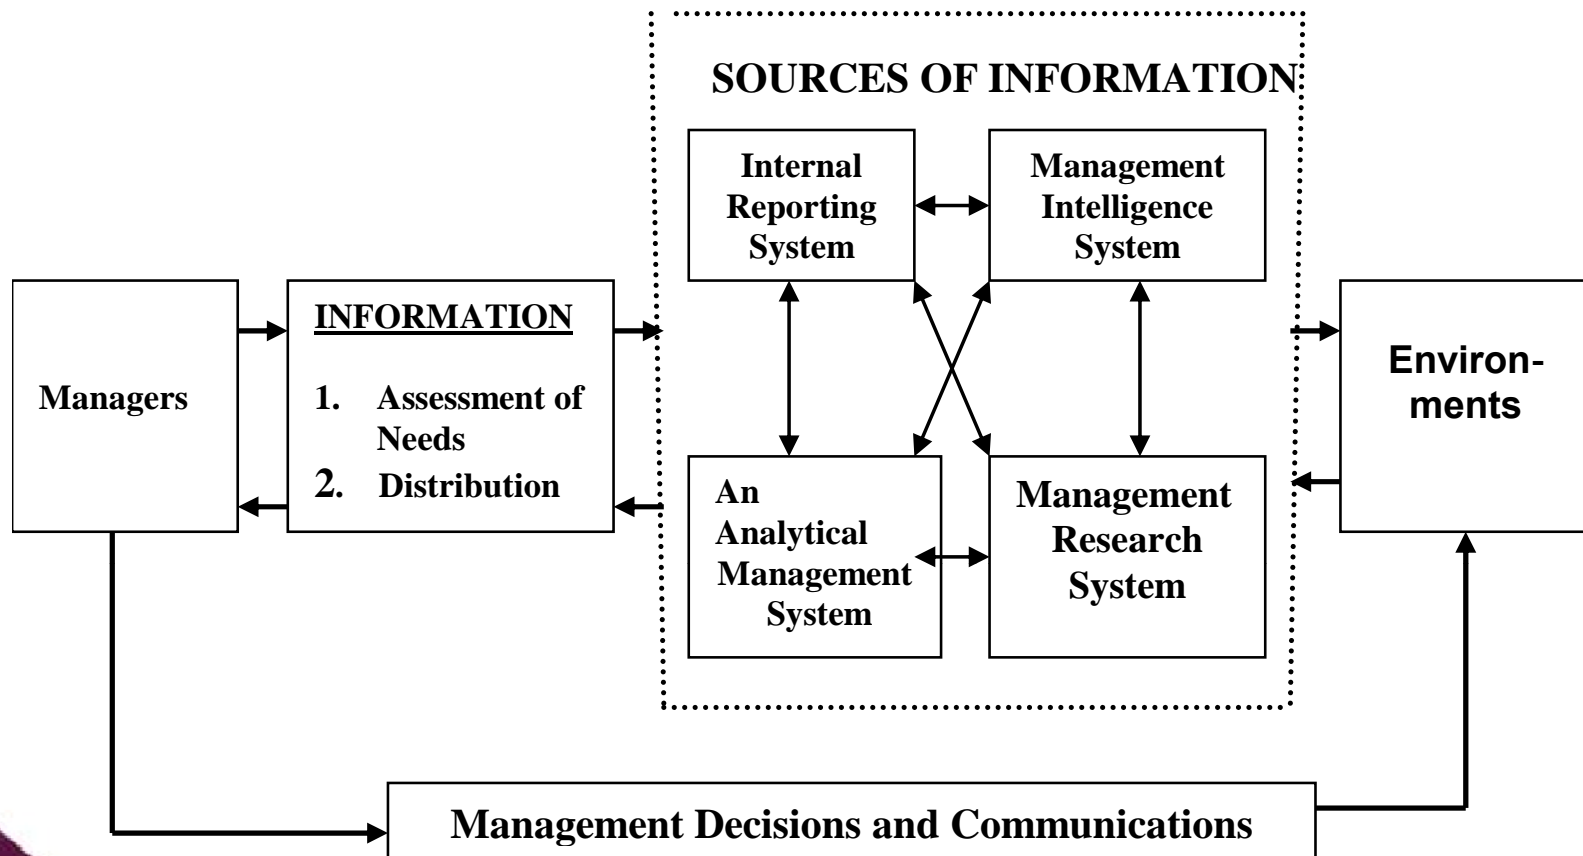 SOURCES OF INFORMATION
Internal
Reporting
System
Management
Intelligence
System
Managers
INFORMATION
1. Assessment of
Needs
2. Distribution
An
Analytical
Management
System
Management
Research
System
Environ-
ments
Management Decisions and Communications